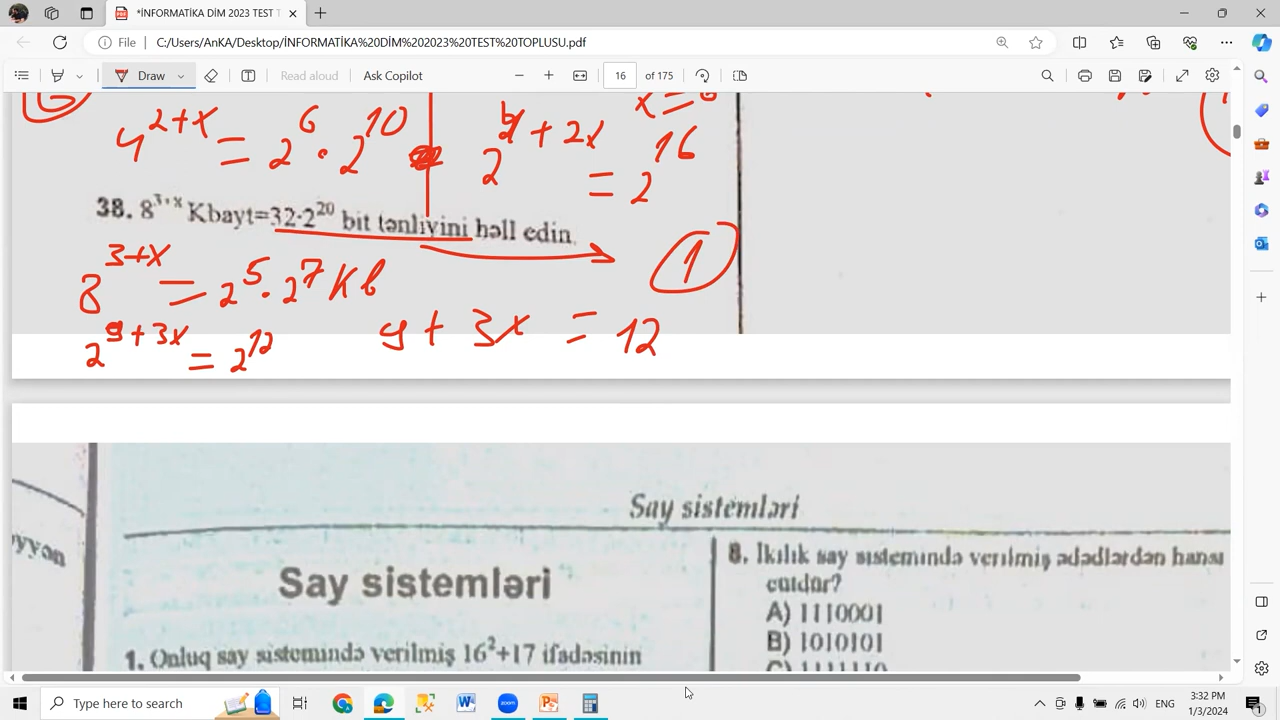 *İNFORMATİKA DİM 2023 TEST T
File C:/Users/AnKA/Desktop/İNFORMATİKA%20DİM%202023%20TEST%20TOPLUSU.pdf
Draw Read aloud Ask Copilot 16 of 175
4^2+x = 2^6 · 2^10
2^4+2x = 2^16
38. 8^3+x Kbayt=32·2^20 bit tənliyini həll edin.
8^3+x = 2^5 · 2^7 Kb
1
2^9+3x = 2^12
9 + 3x = 12
Say sistemləri
Say sistemləri
1. Onluq say sistemində verilmiş 16²+17 ifadəsinin
8. İkilik say sistemində verilmiş ədədlərdən hansı
cütdür?
A) 1110001
B) 1010101
C) 1111110
Type here to search
ENG
3:32 PM
1/3/2024